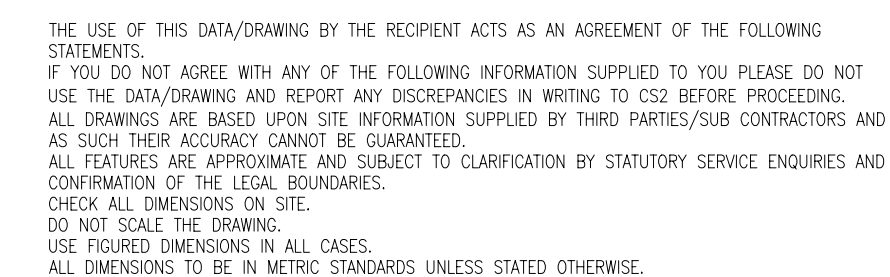 THE USE OF THIS DATA/DRAWING BY THE RECIPIENT ACTS AS AN AGREEMENT OF THE FOLLOWING
STATEMENTS.
IF YOU DO NOT AGREE WITH ANY OF THE FOLLOWING INFORMATION SUPPLIED TO YOU PLEASE DO NOT
USE THE DATA/DRAWING AND REPORT ANY DISCREPANCIES IN WRITING TO CS2 BEFORE PROCEEDING.
ALL DRAWINGS ARE BASED UPON SITE INFORMATION SUPPLIED BY THIRD PARTIES/SUB CONTRACTORS AND
AS SUCH THEIR ACCURACY CANNOT BE GUARANTEED.
ALL FEATURES ARE APPROXIMATE AND SUBJECT TO CLARIFICATION BY STATUTORY SERVICE ENQUIRIES AND
CONFIRMATION OF THE LEGAL BOUNDARIES.
CHECK ALL DIMENSIONS ON SITE.
DO NOT SCALE THE DRAWING.
USE FIGURED DIMENSIONS IN ALL CASES.
ALL DIMENSIONS TO BE IN METRIC STANDARDS UNLESS STATED OTHERWISE.